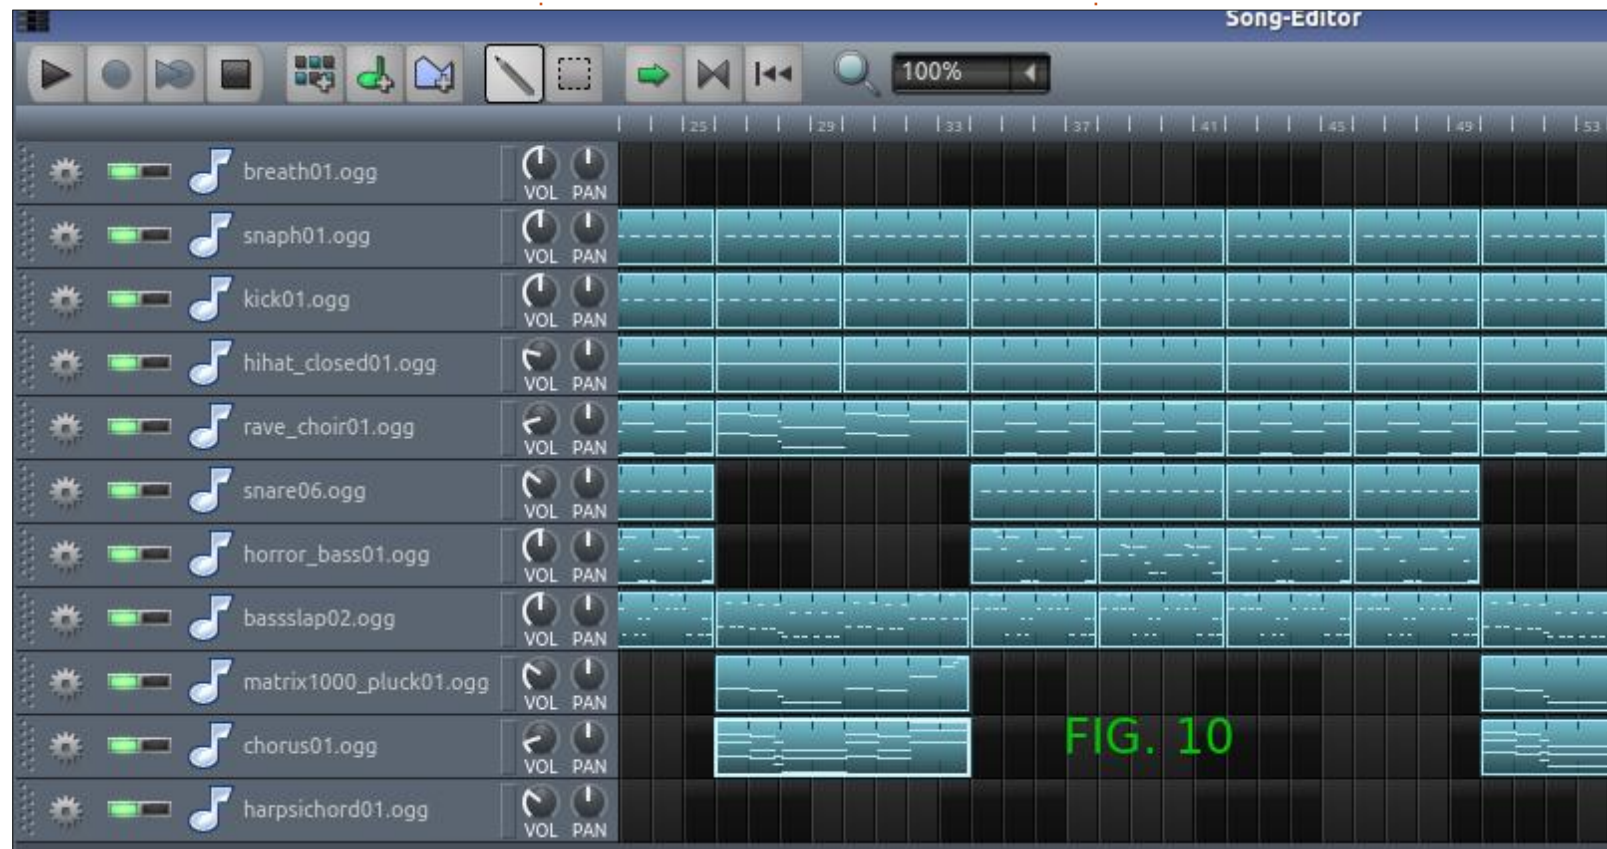 Song-Editor
100%
25 29 33 37 41 45 49 53
breath01.ogg VOL PAN
snaph01.ogg VOL PAN
kick01.ogg VOL PAN
hihat_closed01.ogg VOL PAN
rave_choir01.ogg VOL PAN
snare06.ogg VOL PAN
horror_bass01.ogg VOL PAN
bassslap02.ogg VOL PAN
matrix1000_pluck01.ogg VOL PAN
chorus01.ogg VOL PAN
FIG. 10
harpsichord01.ogg VOL PAN